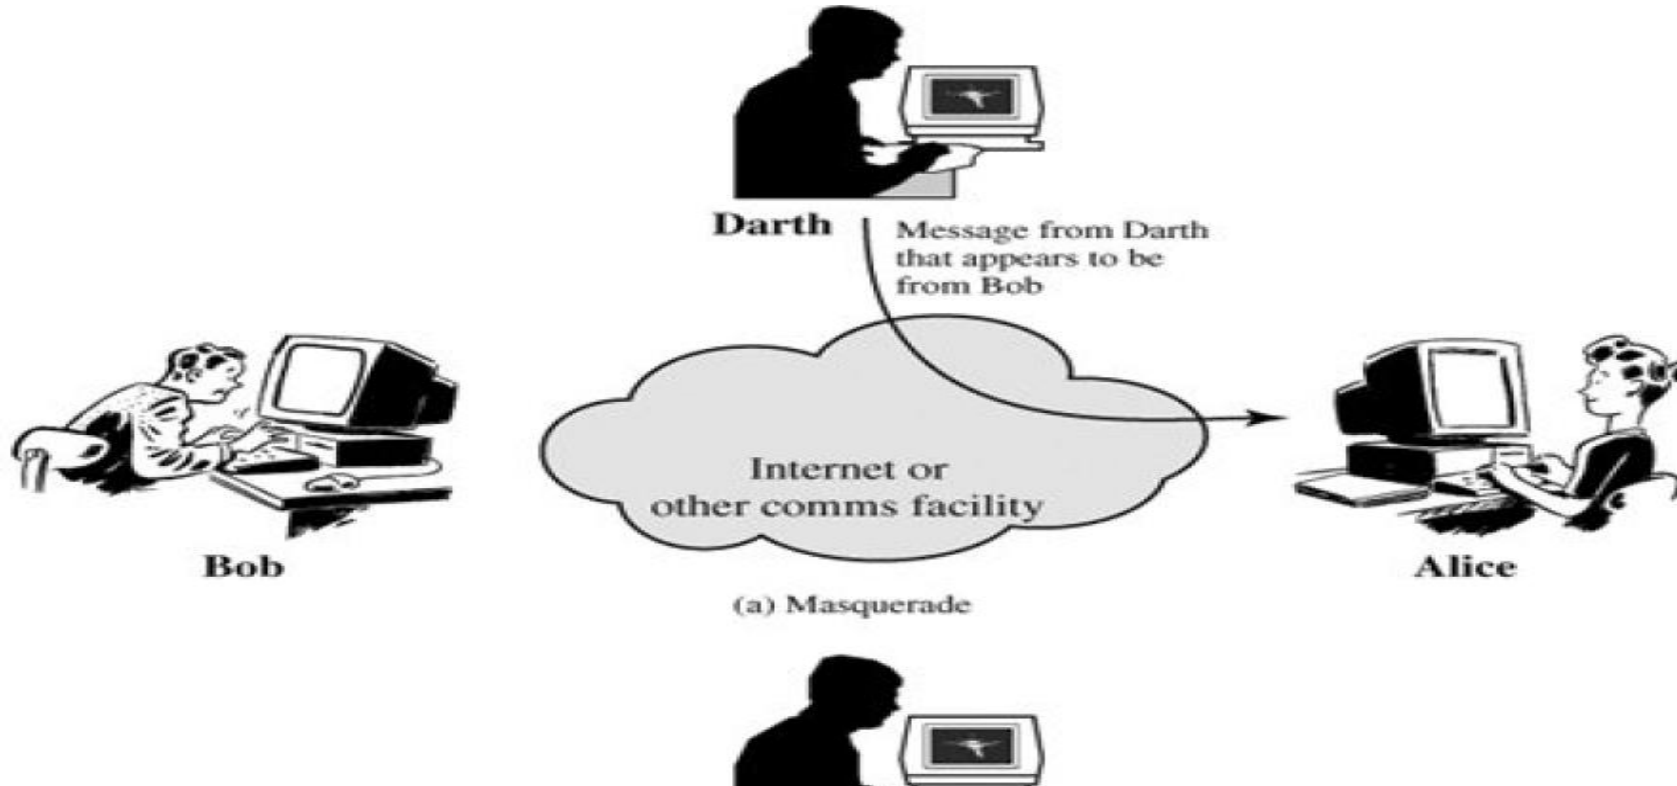 Darth
Message from Darth
that appears to be
from Bob
Internet or
other comms facility
Bob
Alice
(a) Masquerade